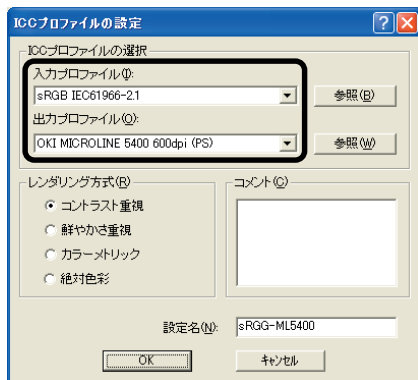 ICCプロファイルの設定
ICCプロファイルの選択
入力プロファイル(I):
sRGB IEC61966-2.1
参照(B)
出力プロファイル(O):
OKI MICROLINE 5400 600dpi (PS)
参照(W)
レンダリング方式(R)
コントラスト重視
鮮やかさ重視
カラーメトリック
絶対色彩
コメント(C)
設定名(N):
sRGG-ML5400
OK
キャンセル